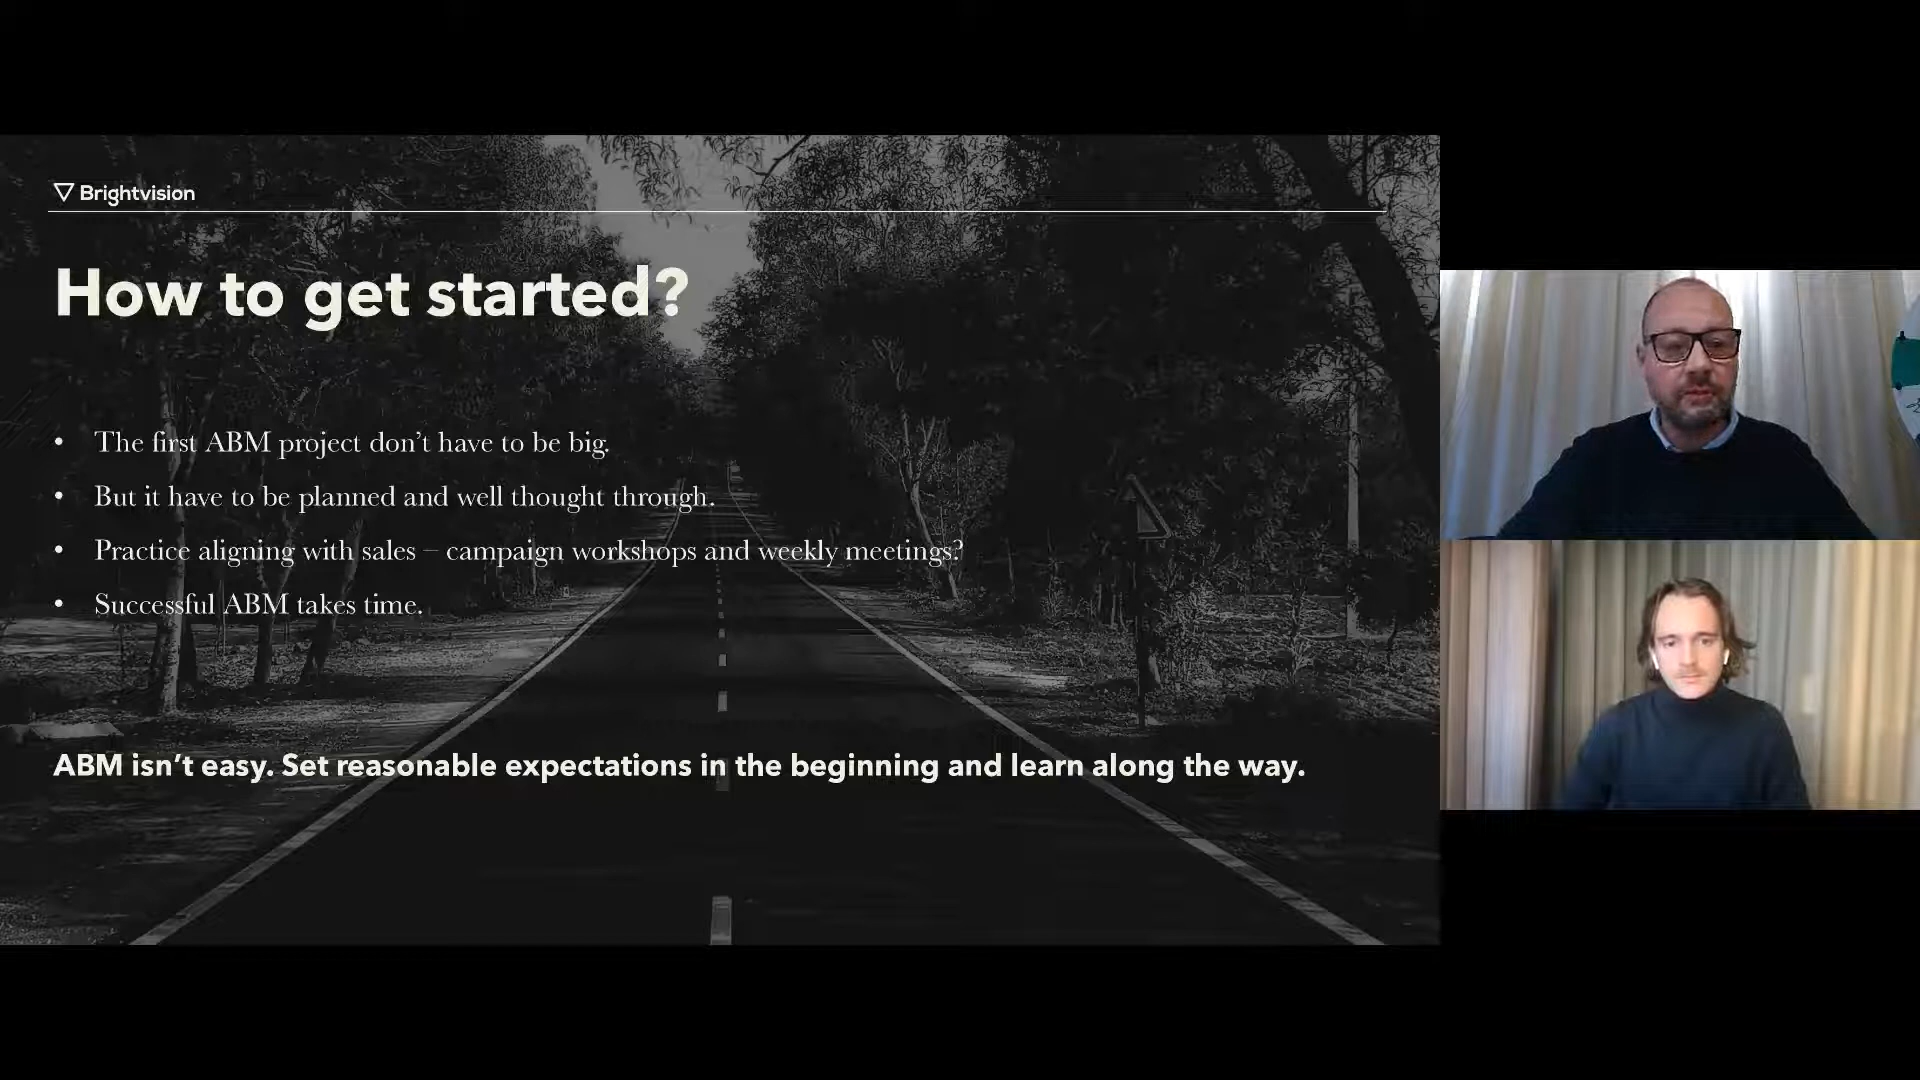 Brightvision
How to get started?
• The first ABM project don't have to be big.
• But it have to be planned and well thought through.
• Practice aligning with sales – campaign workshops and weekly meetings?
• Successful ABM takes time.
ABM isn't easy. Set reasonable expectations in the beginning and learn along the way.